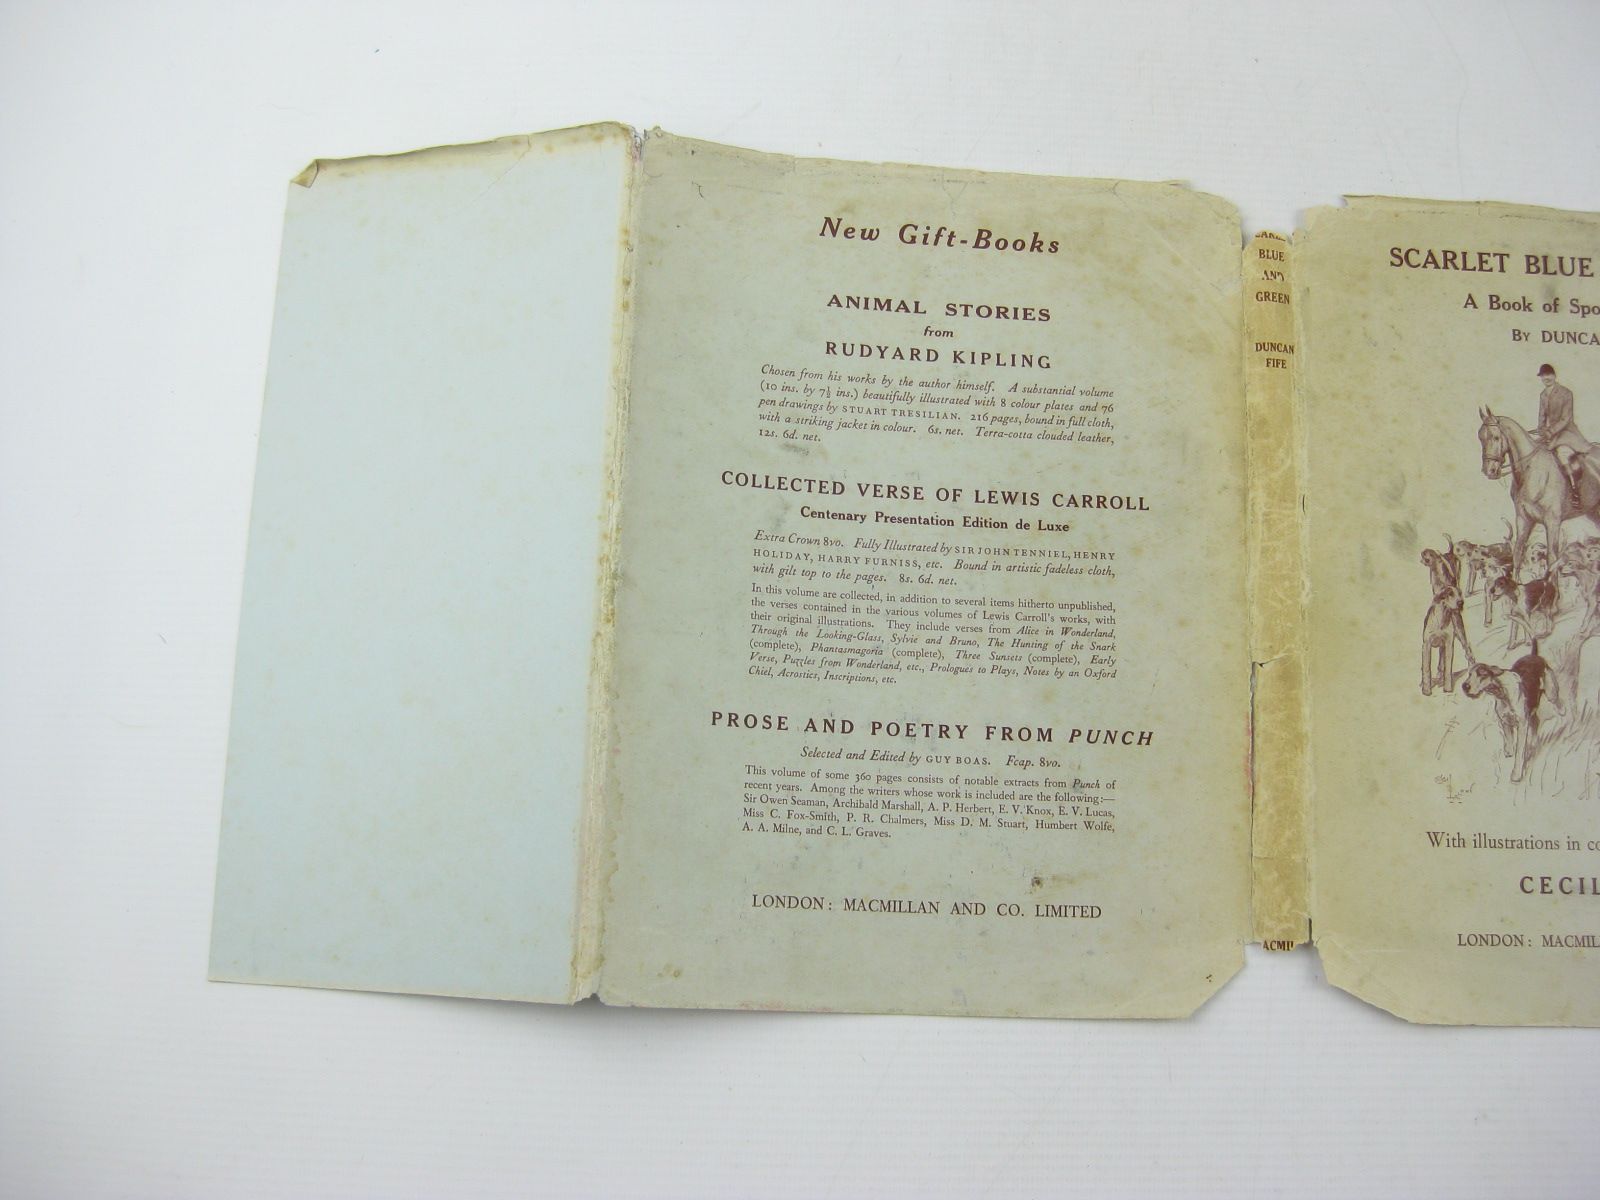 New Gift-Books
ANIMAL STORIES
from
RUDYARD KIPLING
Chosen from his works by the author himself. A substantial volume
(10 ins. by 7½ ins.) beautifully illustrated with 8 colour plates and 76
pen drawings by STUART TRESILIAN. 216 pages, bound in full cloth,
with a striking jacket in colour. 6s. net. Terra-cotta clouded leather,
12s. 6d. net.
COLLECTED VERSE OF LEWIS CARROLL
Centenary Presentation Edition de Luxe
Extra Crown 8vo. Fully Illustrated by SIR JOHN TENNIEL, HENRY
HOLIDAY, HARRY FURNISS, etc. Bound in artistic fadeless cloth,
with gilt top to the pages. 8s. 6d. net.
In this volume are collected, in addition to several items hitherto unpublished,
the verses contained in the various volumes of Lewis Carroll's works, with
their original illustrations. They include verses from Alice in Wonderland,
Through the Looking-Glass, Sylvie and Bruno, The Hunting of the Snark
(complete), Phantasmagoria (complete), Three Sunsets (complete), Early
Verse, Puzzles from Wonderland, etc., Prologues to Plays, Notes by an Oxford
Chiel, Acrostics, Inscriptions, etc.
PROSE AND POETRY FROM PUNCH
Selected and Edited by GUY BOAS. Fcap. 8vo.
This volume of some 360 pages consists of notable extracts from Punch of
recent years. Among the writers whose work is included are the following:—
Sir Owen Seaman, Archibald Marshall, A. P. Herbert, E. V. Knox, E. V. Lucas,
Miss C. Fox-Smith, P. R. Chalmers, Miss D. M. Stuart, Humbert Wolfe,
A. A. Milne, and C. L. Graves.
LONDON: MACMILLAN AND CO. LIMITED
BLUE
AND
GREEN
DUNCAN
FIFE
ACMI
SCARLET BLUE
A Book of Spo
By DUNCA
With illustrations in co
CECIL
LONDON: MACMIL